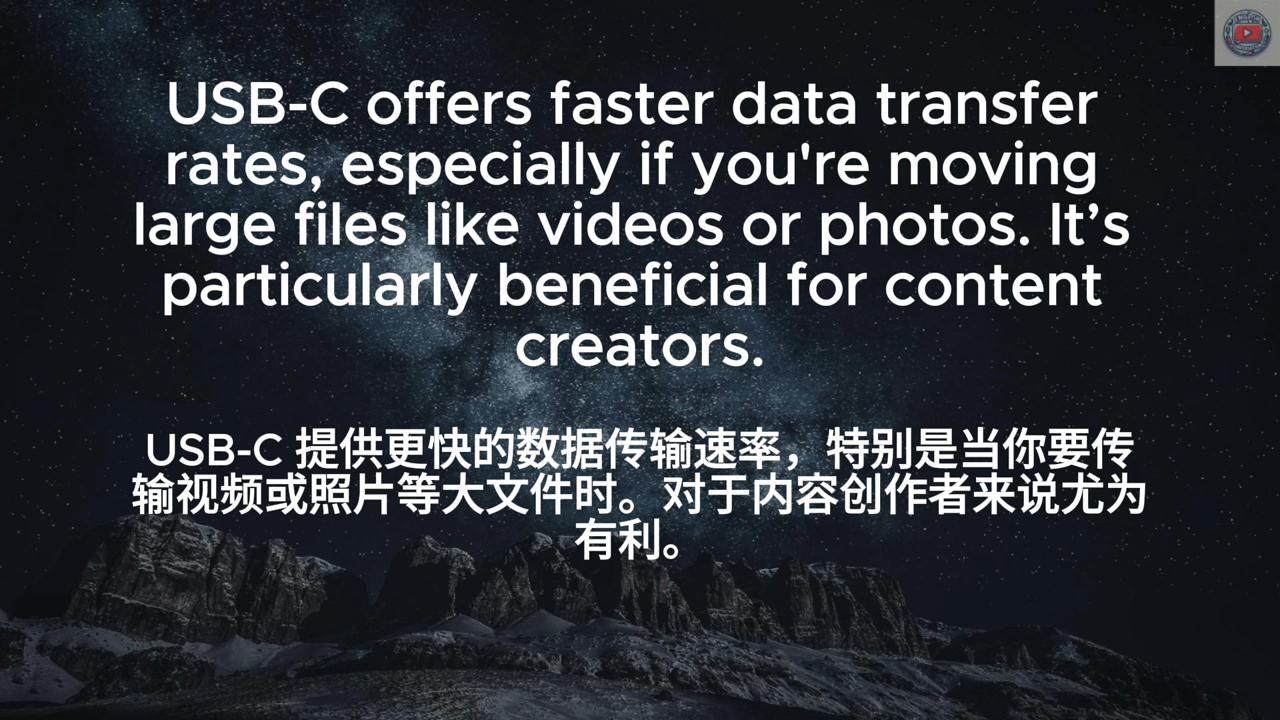 USB-C offers faster data transfer
rates, especially if you're moving
large files like videos or photos. It’s
particularly beneficial for content
creators.
USB-C 提供更快的数据传输速率，特别是当你要传
输视频或照片等大文件时。对于内容创作者来说尤为
有利。